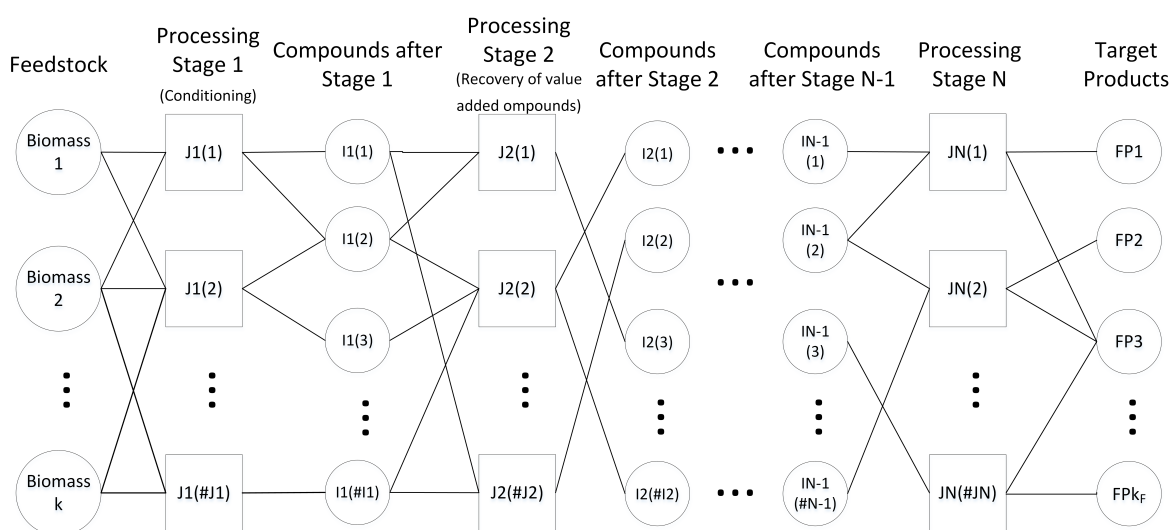 Feedstock
Processing
Stage 1
(Conditioning)
Compounds after
Stage 1
Processing
Stage 2
(Recovery of value
added ompounds)
Compounds
after Stage 2
Compounds
after Stage N-1
Processing
Stage N
Target
Products
Biomass
1
J1(1)
I1(1)
J2(1)
I2(1)
IN-1
(1)
JN(1)
FP1
I1(2)
I2(2)
IN-1
(2)
FP2
Biomass
2
J1(2)
J2(2)
JN(2)
I1(3)
I2(3)
IN-1
(3)
FP3
Biomass
k
J1(#J1)
I1(#I1)
J2(#J2)
I2(#I2)
IN-1
(#N-1)
JN(#JN)
FPkF